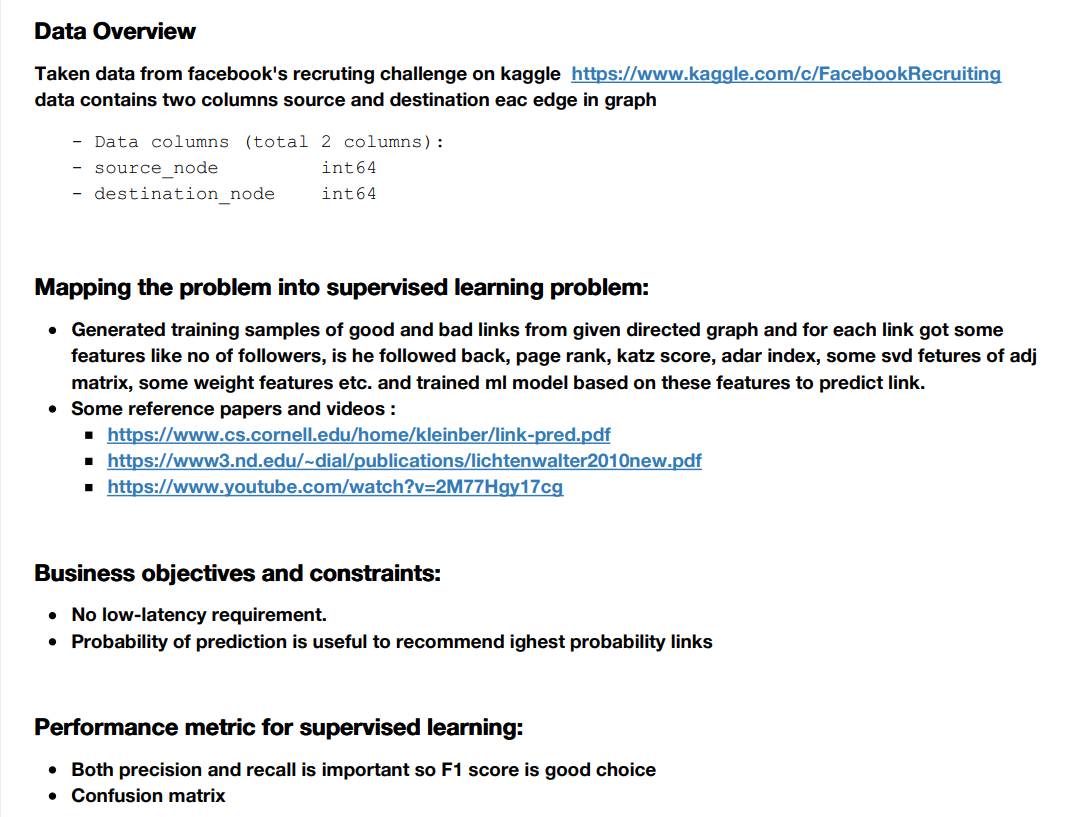 Data Overview
Taken data from facebook's recruting challenge on kaggle https://www.kaggle.com/c/FacebookRecruiting
data contains two columns source and destination eac edge in graph
- Data columns (total 2 columns):
- source_node int64
- destination_node int64
Mapping the problem into supervised learning problem:
• Generated training samples of good and bad links from given directed graph and for each link got some
features like no of followers, is he followed back, page rank, katz score, adar index, some svd fetures of adj
matrix, some weight features etc. and trained ml model based on these features to predict link.
• Some reference papers and videos :
▪ https://www.cs.cornell.edu/home/kleinber/link-pred.pdf
▪ https://www3.nd.edu/~dial/publications/lichtenwalter2010new.pdf
▪ https://www.youtube.com/watch?v=2M77Hgy17cg
Business objectives and constraints:
• No low-latency requirement.
• Probability of prediction is useful to recommend ighest probability links
Performance metric for supervised learning:
• Both precision and recall is important so F1 score is good choice
• Confusion matrix